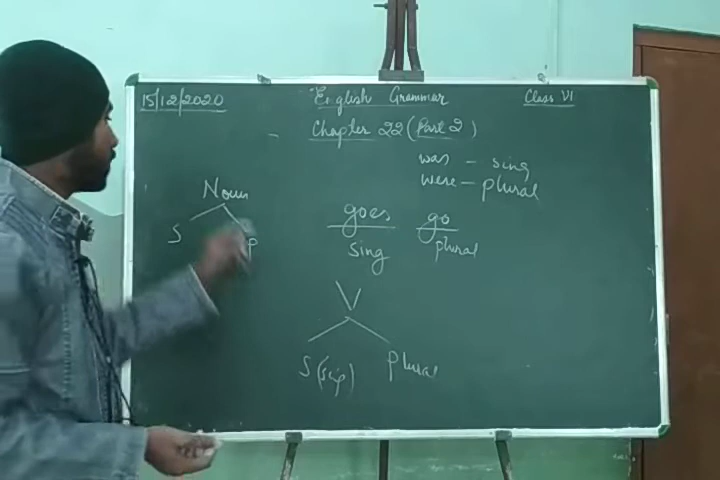 15/12/2020 English Grammar Class VI
Chapter 22 (Part 2)
was - sing
were - plural
Noun
S P
goes go
sing plural
V
S (sing) plural